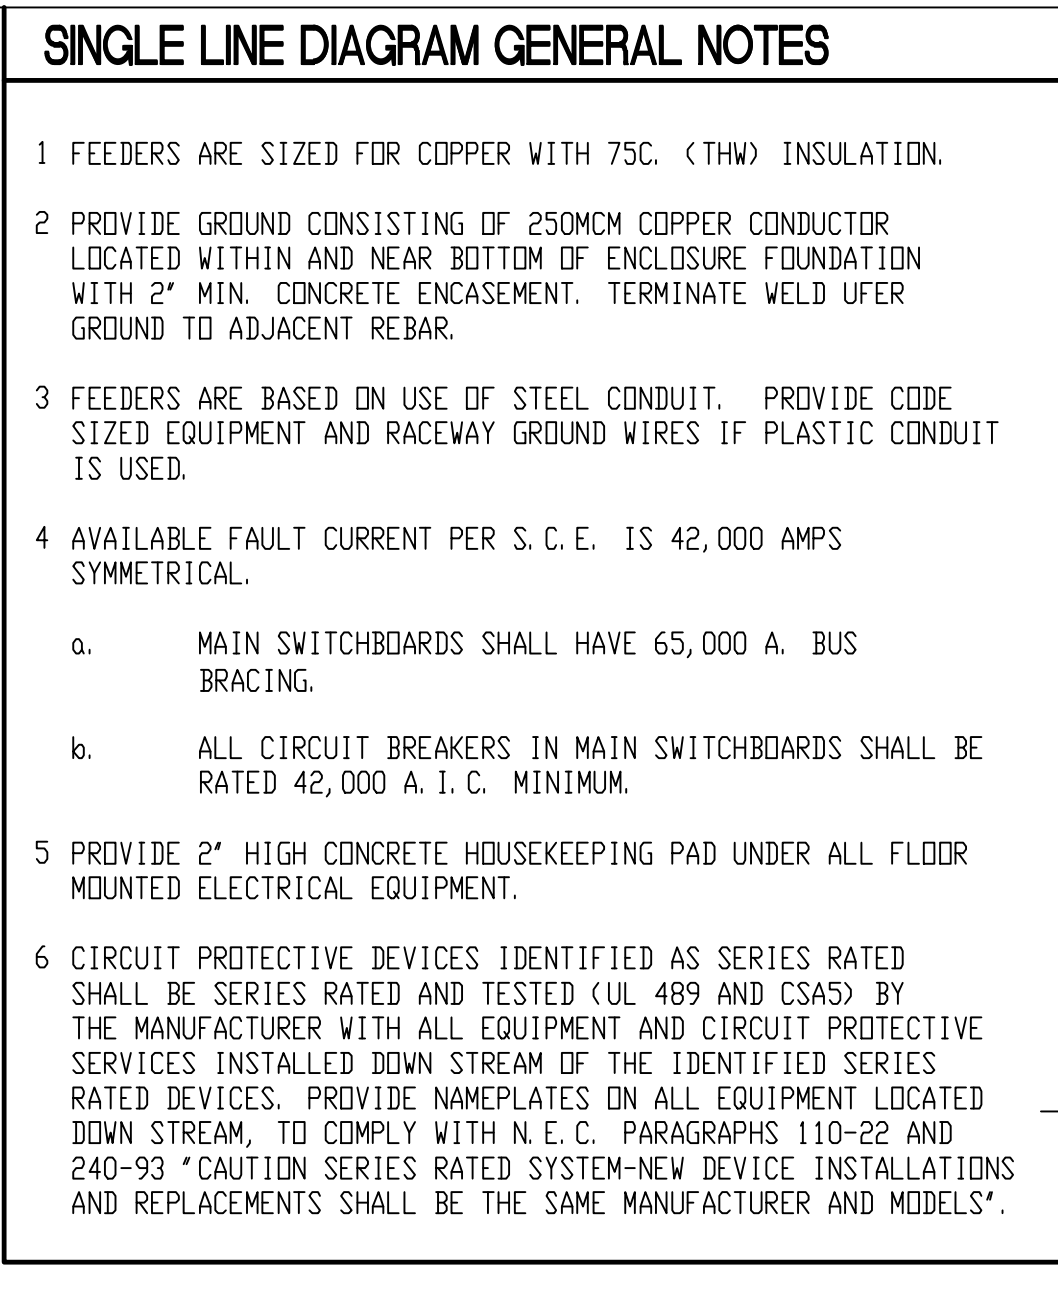 SINGLE LINE DIAGRAM GENERAL NOTES
1 FEEDERS ARE SIZED FOR COPPER WITH 75C. (THW) INSULATION.
2 PROVIDE GROUND CONSISTING OF 250MCM COPPER CONDUCTOR
LOCATED WITHIN AND NEAR BOTTOM OF ENCLOSURE FOUNDATION
WITH 2" MIN. CONCRETE ENCASEMENT. TERMINATE WELD UFER
GROUND TO ADJACENT REBAR.
3 FEEDERS ARE BASED ON USE OF STEEL CONDUIT. PROVIDE CODE
SIZED EQUIPMENT AND RACEWAY GROUND WIRES IF PLASTIC CONDUIT
IS USED.
4 AVAILABLE FAULT CURRENT PER S.C.E. IS 42,000 AMPS
SYMMETRICAL.
a. MAIN SWITCHBOARDS SHALL HAVE 65,000 A. BUS
BRACING.
b. ALL CIRCUIT BREAKERS IN MAIN SWITCHBOARDS SHALL BE
RATED 42,000 A.I.C. MINIMUM.
5 PROVIDE 2" HIGH CONCRETE HOUSEKEEPING PAD UNDER ALL FLOOR
MOUNTED ELECTRICAL EQUIPMENT.
6 CIRCUIT PROTECTIVE DEVICES IDENTIFIED AS SERIES RATED
SHALL BE SERIES RATED AND TESTED (UL 489 AND CSA5) BY
THE MANUFACTURER WITH ALL EQUIPMENT AND CIRCUIT PROTECTIVE
SERVICES INSTALLED DOWN STREAM OF THE IDENTIFIED SERIES
RATED DEVICES. PROVIDE NAMEPLATES ON ALL EQUIPMENT LOCATED
DOWN STREAM, TO COMPLY WITH N.E.C. PARAGRAPHS 110-22 AND
240-93 "CAUTION SERIES RATED SYSTEM-NEW DEVICE INSTALLATIONS
AND REPLACEMENTS SHALL BE THE SAME MANUFACTURER AND MODELS".